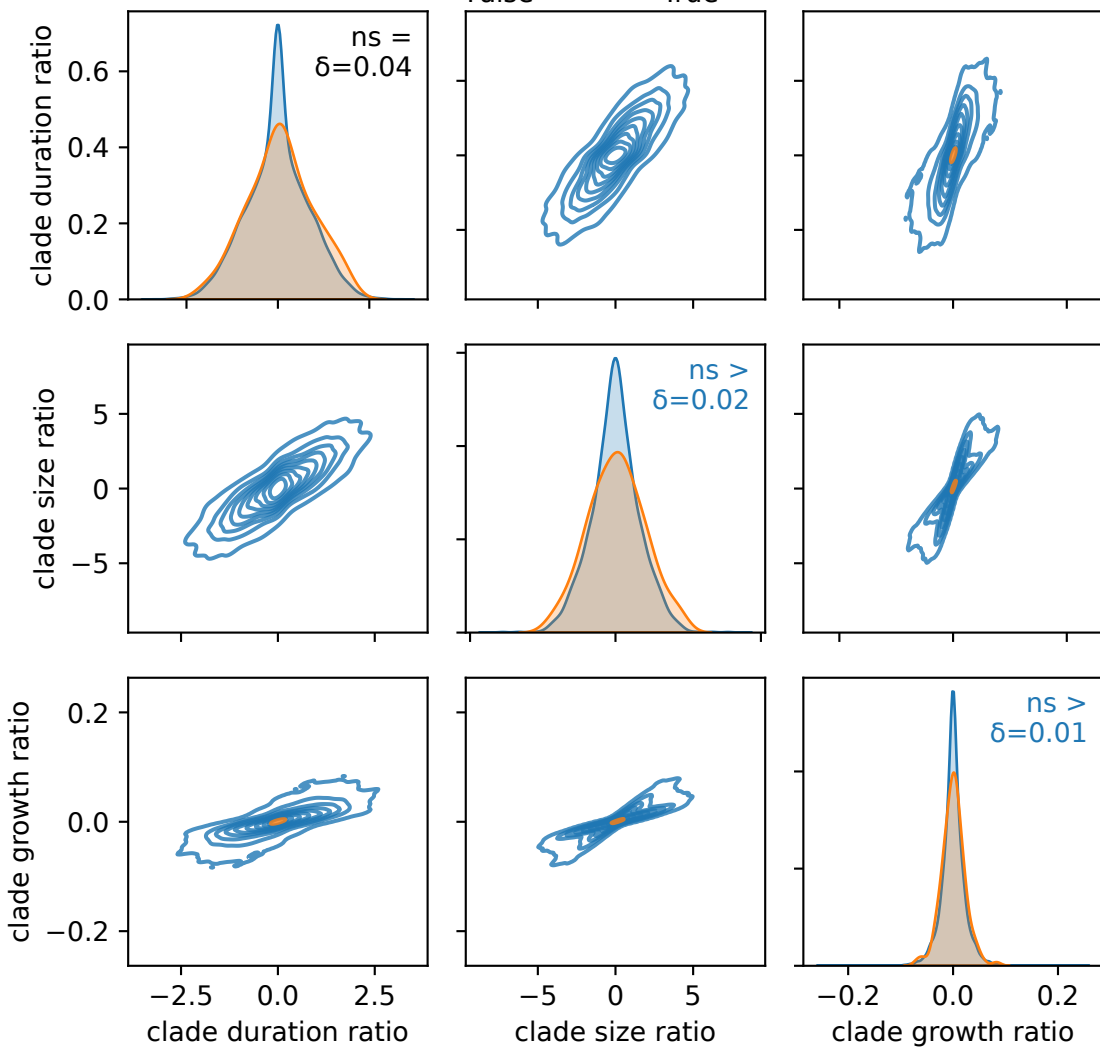 clade duration ratio
0.6
0.4
0.2
0.0
ns =
δ=0.04
clade size ratio
5
0
−5
ns >
δ=0.02
clade growth ratio
0.2
0.0
−0.2
ns >
δ=0.01
−2.5 0.0 2.5
−5 0 5
−0.2 0.0 0.2
clade duration ratio
clade size ratio
clade growth ratio